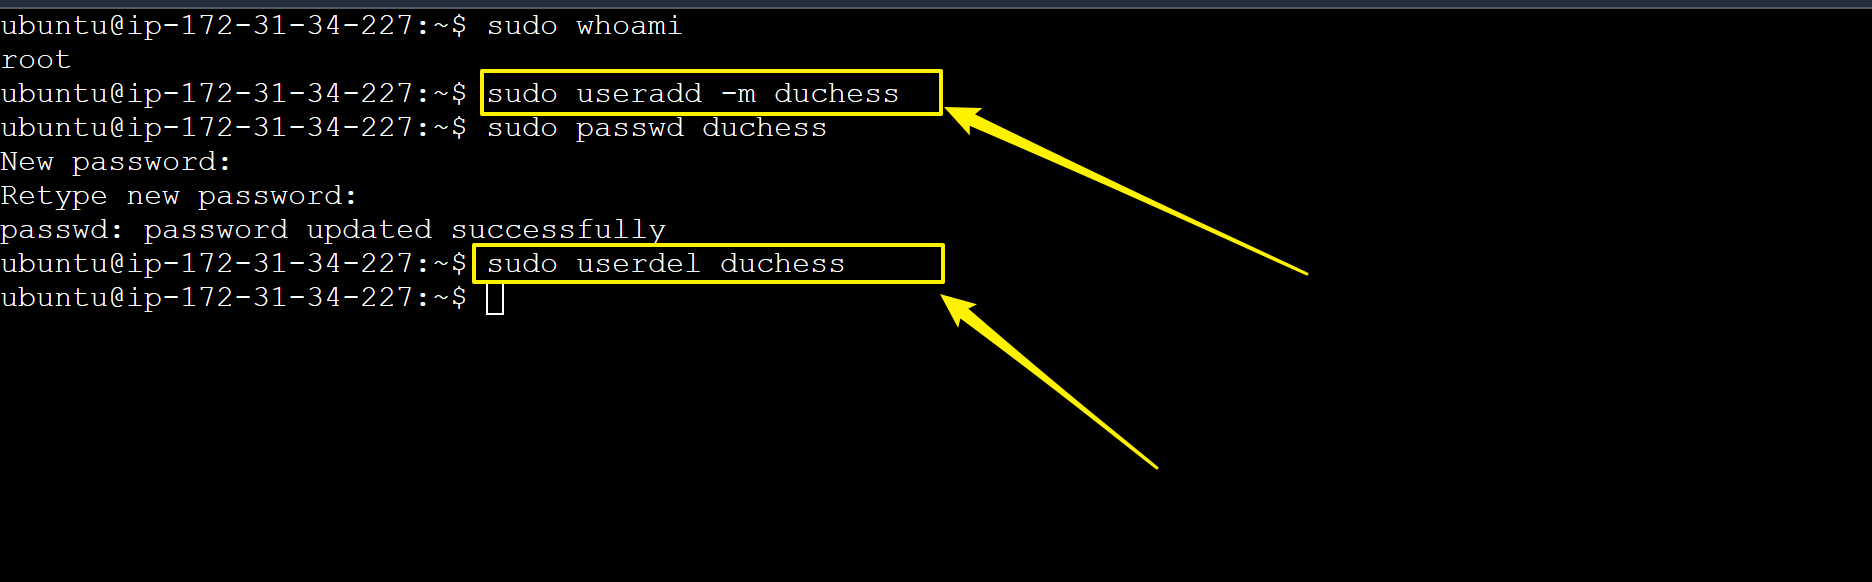 ubuntu@ip-172-31-34-227:~$ sudo whoami
root
ubuntu@ip-172-31-34-227:~$ sudo useradd -m duchess
ubuntu@ip-172-31-34-227:~$ sudo passwd duchess
New password:
Retype new password:
passwd: password updated successfully
ubuntu@ip-172-31-34-227:~$ sudo userdel duchess
ubuntu@ip-172-31-34-227:~$